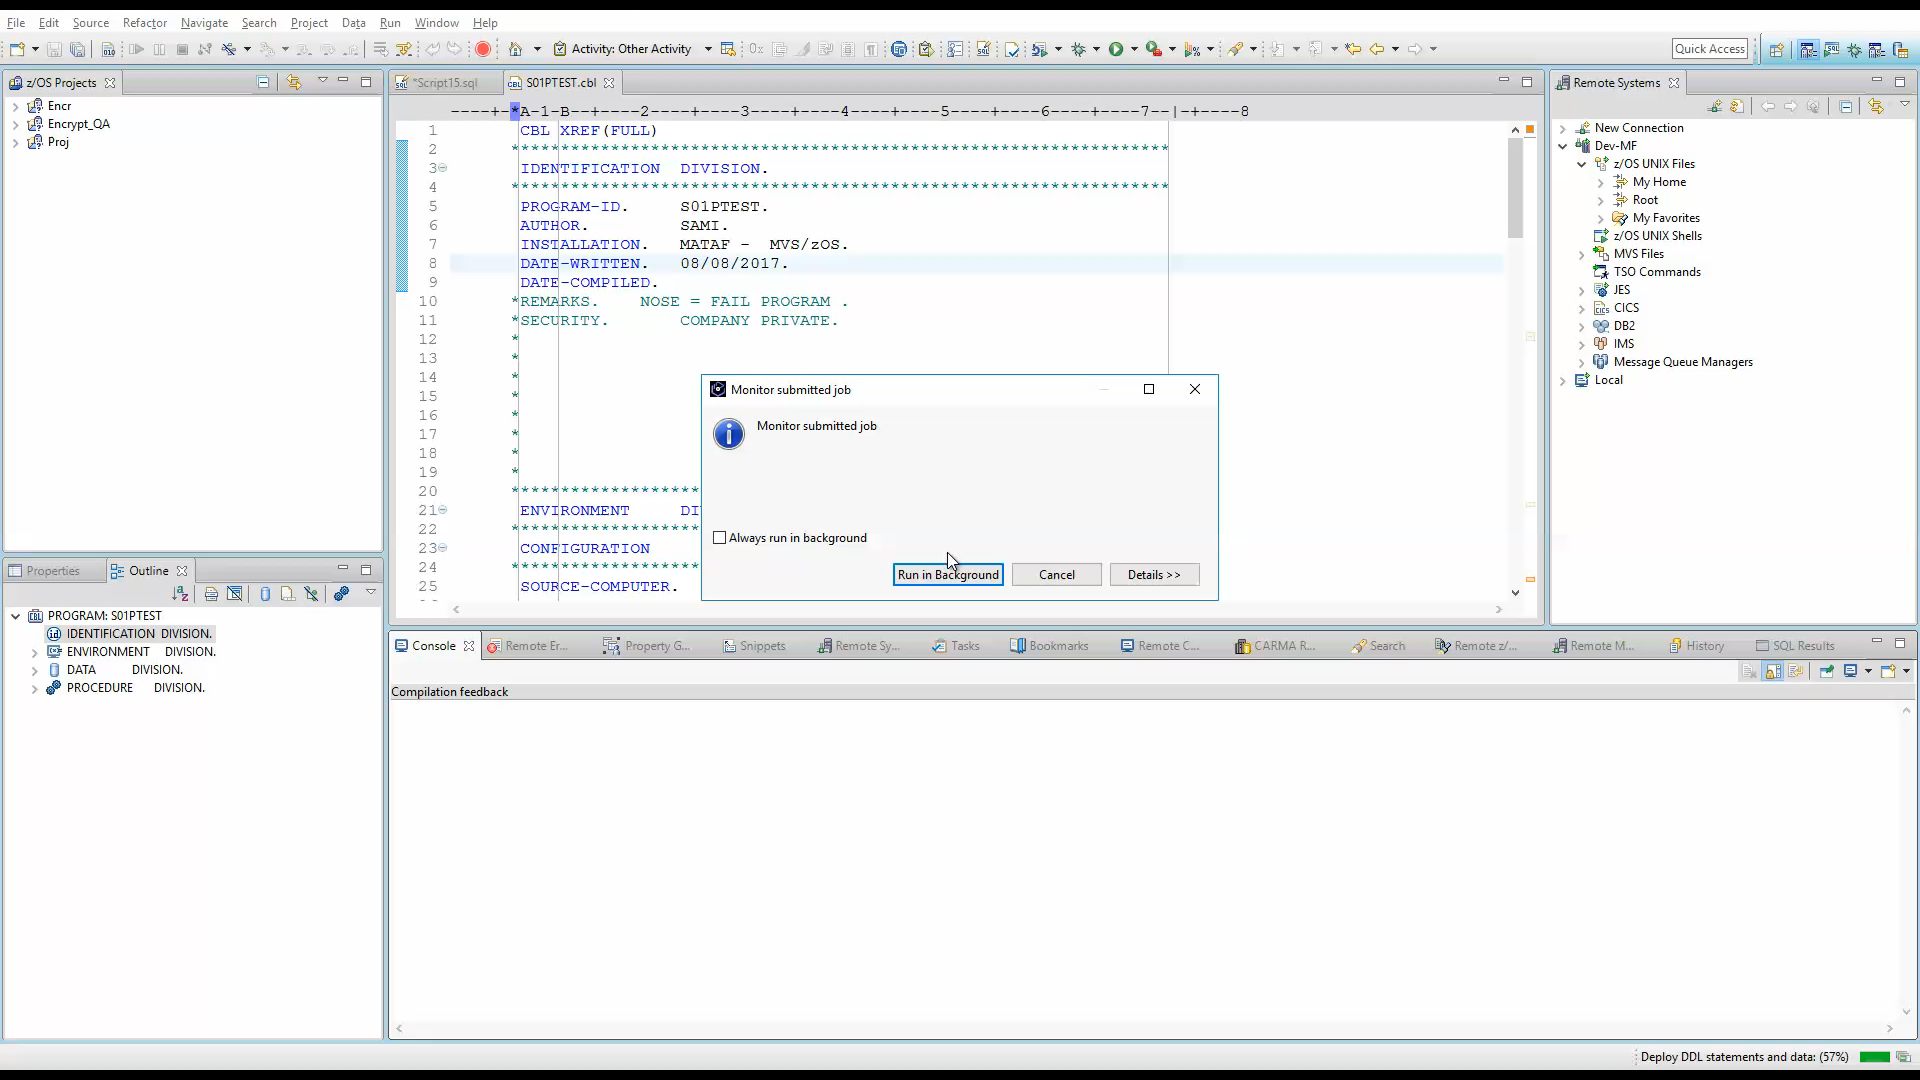 File Edit Source Refactor Navigate Search Project Data Run Window Help
Activity: Other Activity
Quick Access
z/OS Projects
Encr
Encrypt_QA
Proj
Properties
Outline
PROGRAM: S01PTEST
IDENTIFICATION DIVISION.
ENVIRONMENT DIVISION.
DATA DIVISION.
PROCEDURE DIVISION.
*Script15.sql
S01PTEST.cbl
----+-*A-1-B--+----2----+----3----+----4----+----5----+----6----+----7--|-+----8
1 CBL XREF(FULL)
2 *****************************************************************
3 IDENTIFICATION DIVISION.
4 *****************************************************************
5 PROGRAM-ID. S01PTEST.
6 AUTHOR. SAMI.
7 INSTALLATION. MATAF - MVS/zOS.
8 DATE-WRITTEN. 08/08/2017.
9 DATE-COMPILED.
10 *REMARKS. NOSE = FAIL PROGRAM .
11 *SECURITY. COMPANY PRIVATE.
12 *
13 *
14 *
15 *
16 *
17 *
18 *
19 *
20 *******************
21 ENVIRONMENT DI
22 *******************
23 CONFIGURATION
24 *******************
25 SOURCE-COMPUTER.
Monitor submitted job
Monitor submitted job
Always run in background
Run in Background
Cancel
Details >>
Remote Systems
New Connection
Dev-MF
z/OS UNIX Files
My Home
Root
My Favorites
z/OS UNIX Shells
MVS Files
TSO Commands
JES
CICS
DB2
IMS
Message Queue Managers
Local
Console
Remote Er...
Property G...
Snippets
Remote Sy...
Tasks
Bookmarks
Remote C...
CARMA R...
Search
Remote z/...
Remote M...
History
SQL Results
Compilation feedback
Deploy DDL statements and data: (57%)